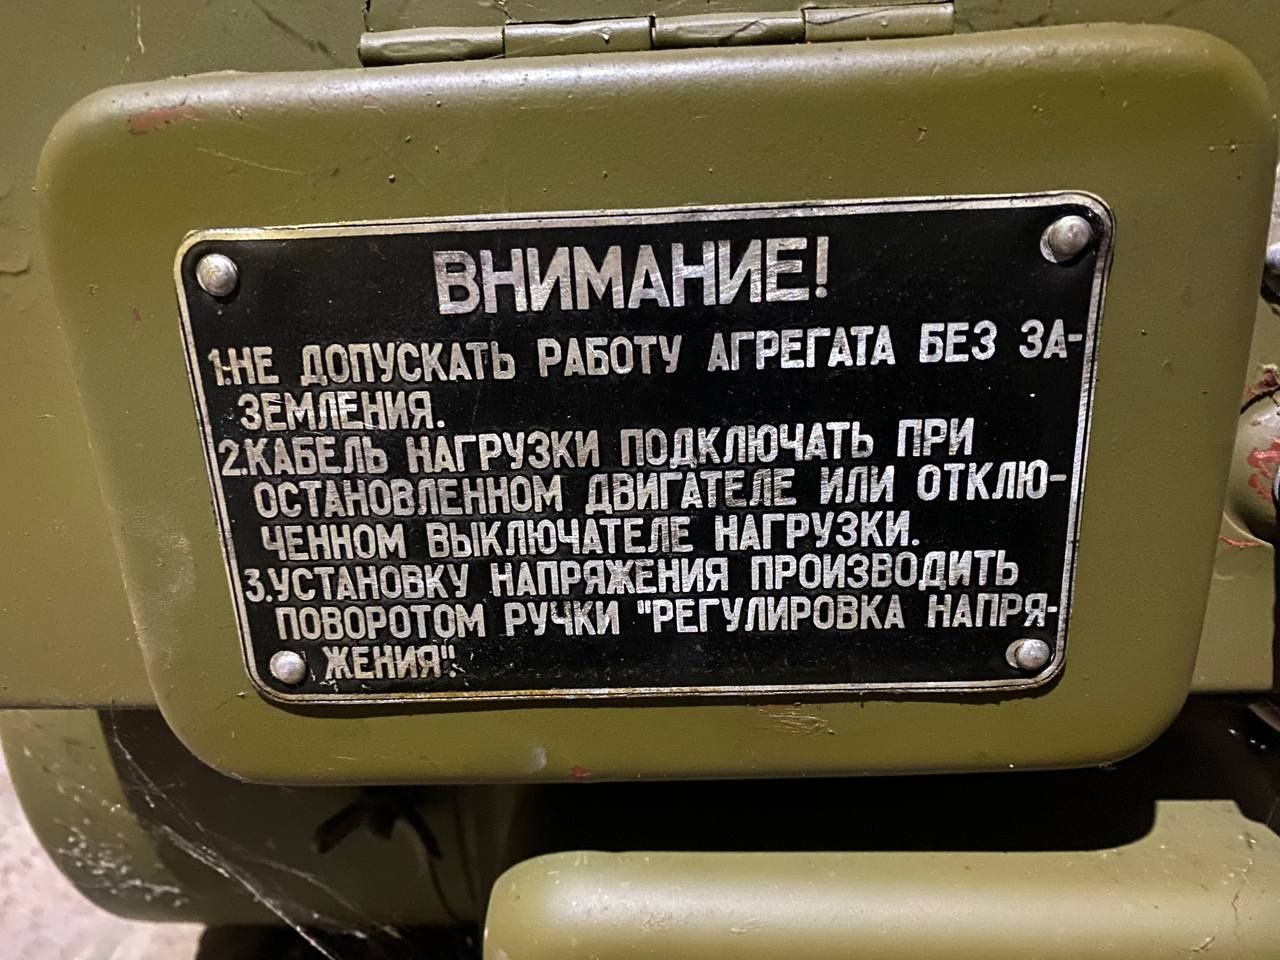 ВНИМАНИЕ!
1.НЕ ДОПУСКАТЬ РАБОТУ АГРЕГАТА БЕЗ ЗА-
ЗЕМЛЕНИЯ.
2.КАБЕЛЬ НАГРУЗКИ ПОДКЛЮЧАТЬ ПРИ
ОСТАНОВЛЕННОМ ДВИГАТЕЛЕ ИЛИ ОТКЛЮ-
ЧЕННОМ ВЫКЛЮЧАТЕЛЕ НАГРУЗКИ.
3.УСТАНОВКУ НАПРЯЖЕНИЯ ПРОИЗВОДИТЬ
ПОВОРОТОМ РУЧКИ "РЕГУЛИРОВКА НАПРЯ-
ЖЕНИЯ".